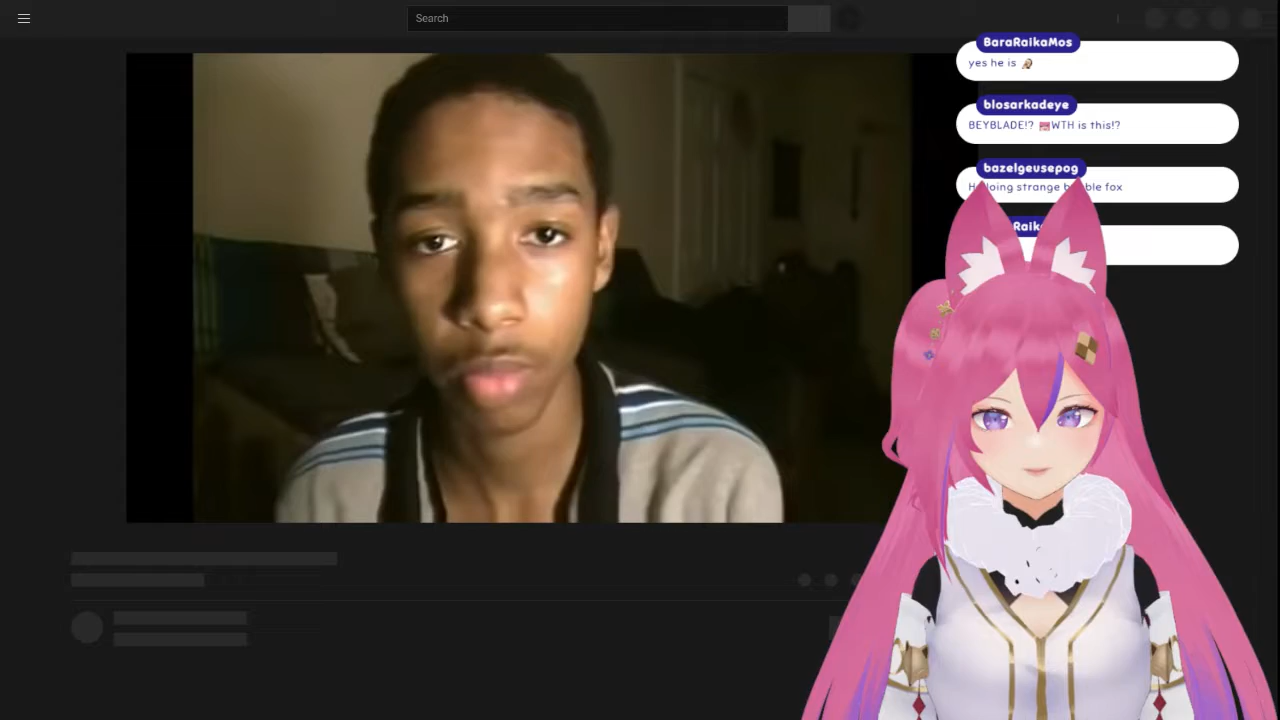 Search
BaraRaikaMos
yes he is
blosarkadeye
BEYBLADE!? WTH is this!?
bazelgeusepog
strange fox